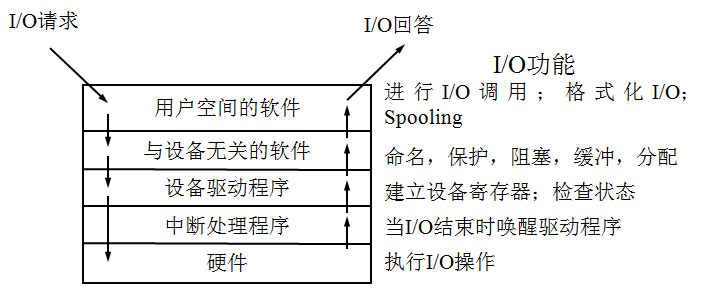 I/O请求
I/O回答
I/O功能
用户空间的软件
进行I/O调用；格式化I/O;
Spooling
与设备无关的软件
命名，保护，阻塞，缓冲，分配
设备驱动程序
建立设备寄存器；检查状态
中断处理程序
当I/O结束时唤醒驱动程序
硬件
执行I/O操作